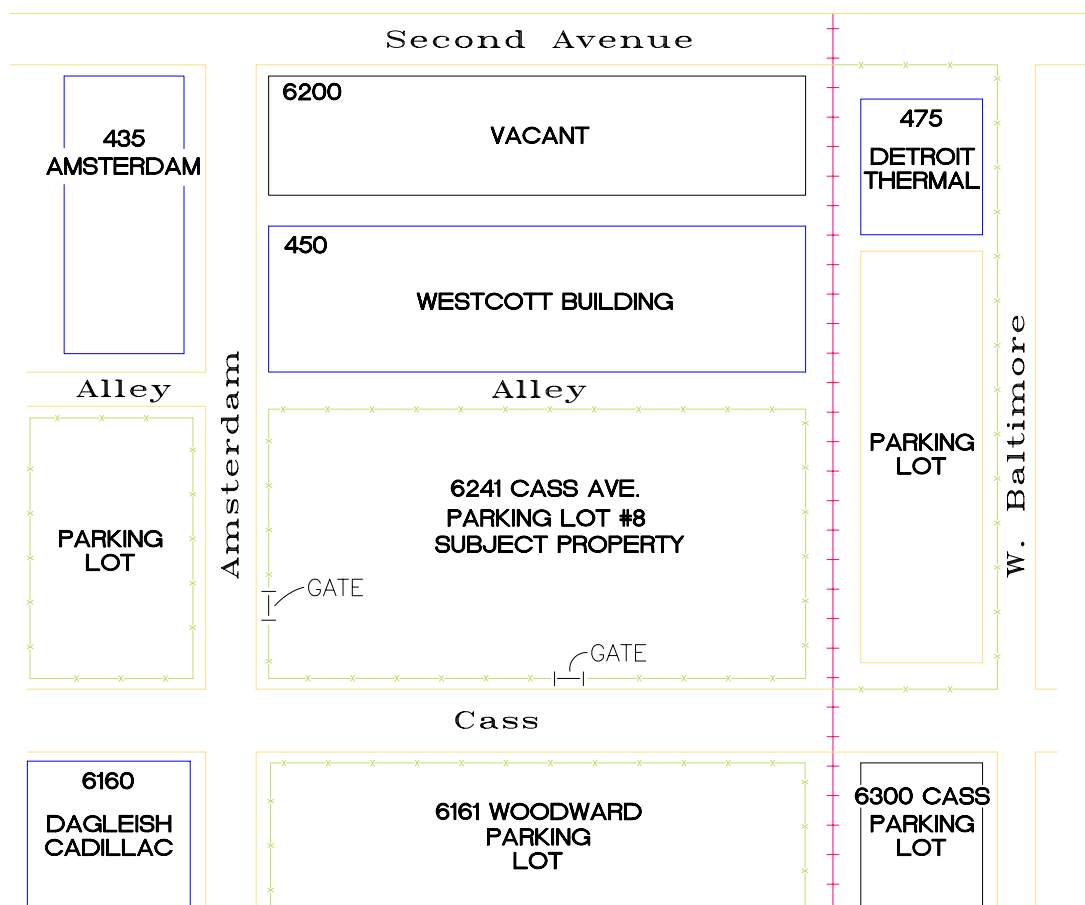 Second Avenue
6200
VACANT
435
AMSTERDAM
475
DETROIT
THERMAL
450
WESTCOTT BUILDING
Alley
Alley
Amsterdam
W. Baltimore
PARKING
LOT
6241 CASS AVE.
PARKING LOT #8
SUBJECT PROPERTY
PARKING
LOT
GATE
GATE
Cass
6160
DAGLEISH
CADILLAC
6161 WOODWARD
PARKING
LOT
6300 CASS
PARKING
LOT